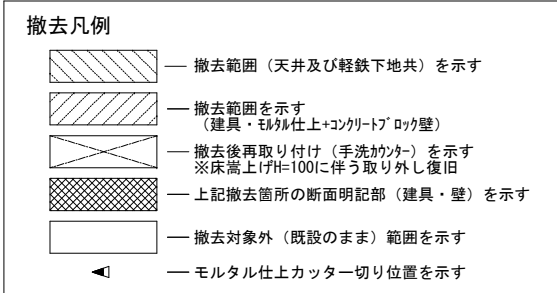 撤去凡例
撤去範囲（天井及び軽鉄下地共）を示す
撤去範囲を示す
（建具・ﾓﾙﾀﾙ仕上+ｺﾝｸﾘｰﾄﾌﾞﾛｯｸ壁）
撤去後再取り付け（手洗ｶｳﾝﾀｰ）を示す
※床嵩上げH=100に伴う取り外し復旧
上記撤去箇所の断面明記部（建具・壁）を示す
撤去対象外（既設のまま）範囲を示す
モルタル仕上カッター切り位置を示す